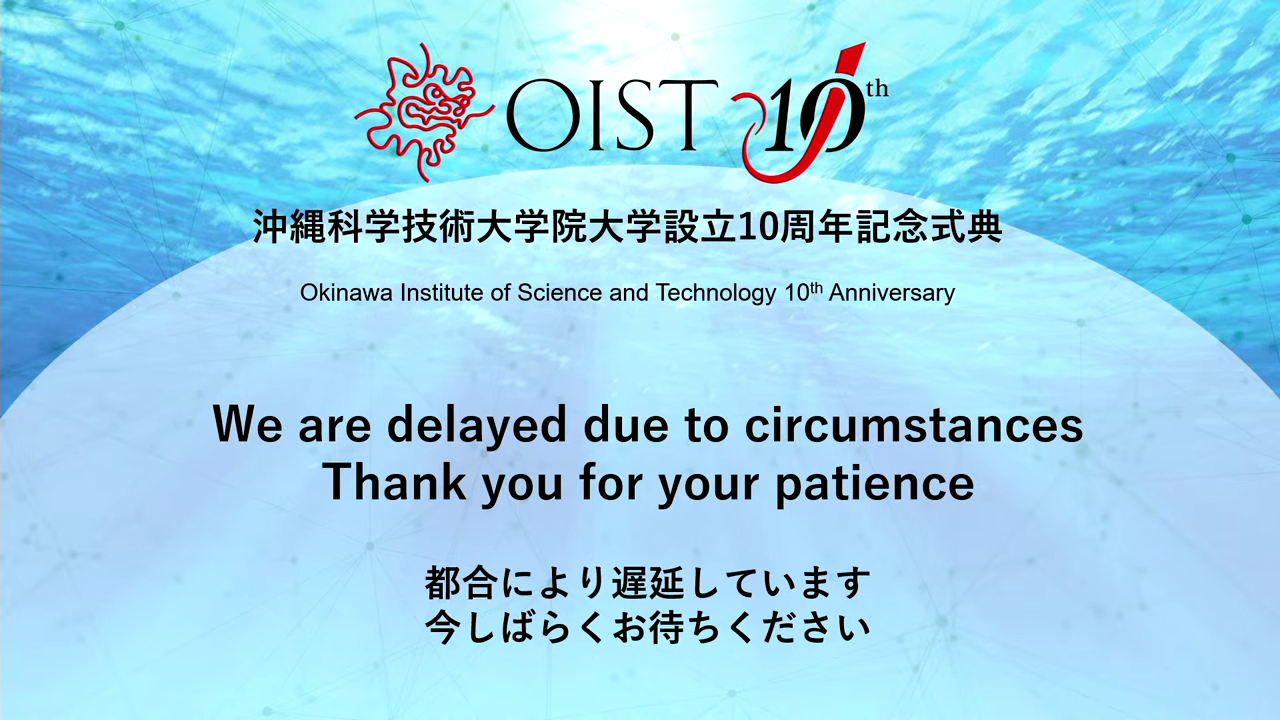 OIST 10th
沖縄科学技術大学院大学設立10周年記念式典
Okinawa Institute of Science and Technology 10th Anniversary
We are delayed due to circumstances
Thank you for your patience
都合により遅延しています
今しばらくお待ちください